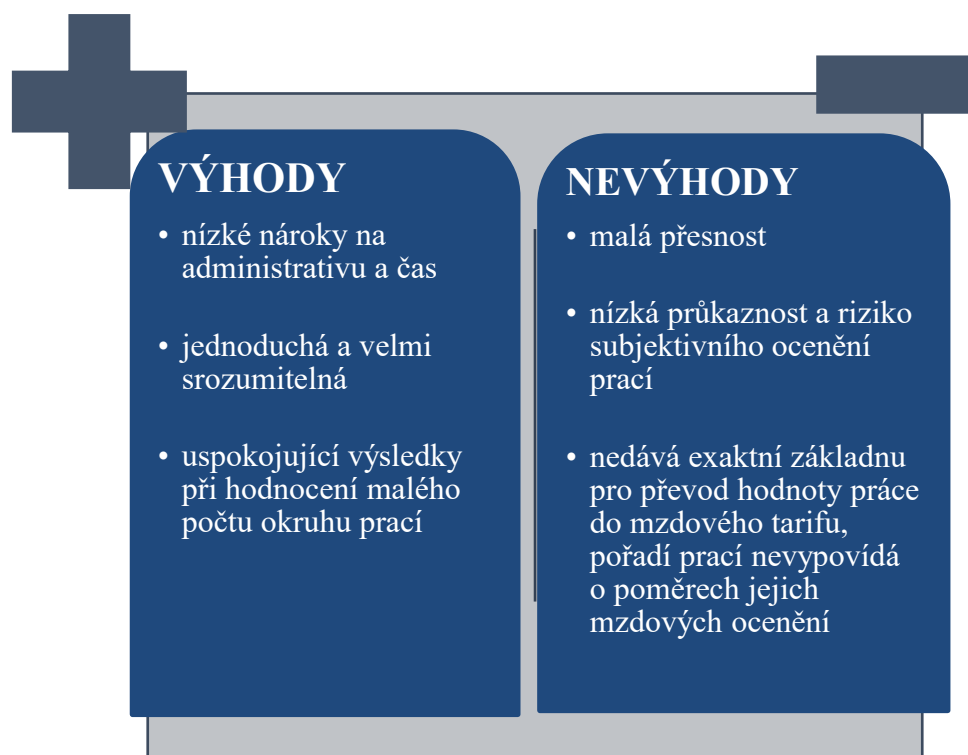 VÝHODY
• nízké nároky na
administrativu a čas
• jednoduchá a velmi
srozumitelná
• uspokojující výsledky
při hodnocení malého
počtu okruhu prací
NEVÝHODY
• malá přesnost
• nízká průkaznost a riziko
subjektivního ocenění
prací
• nedává exaktní základnu
pro převod hodnoty práce
do mzdového tarifu,
pořadí prací nevypovídá
o poměrech jejich
mzdových ocenění